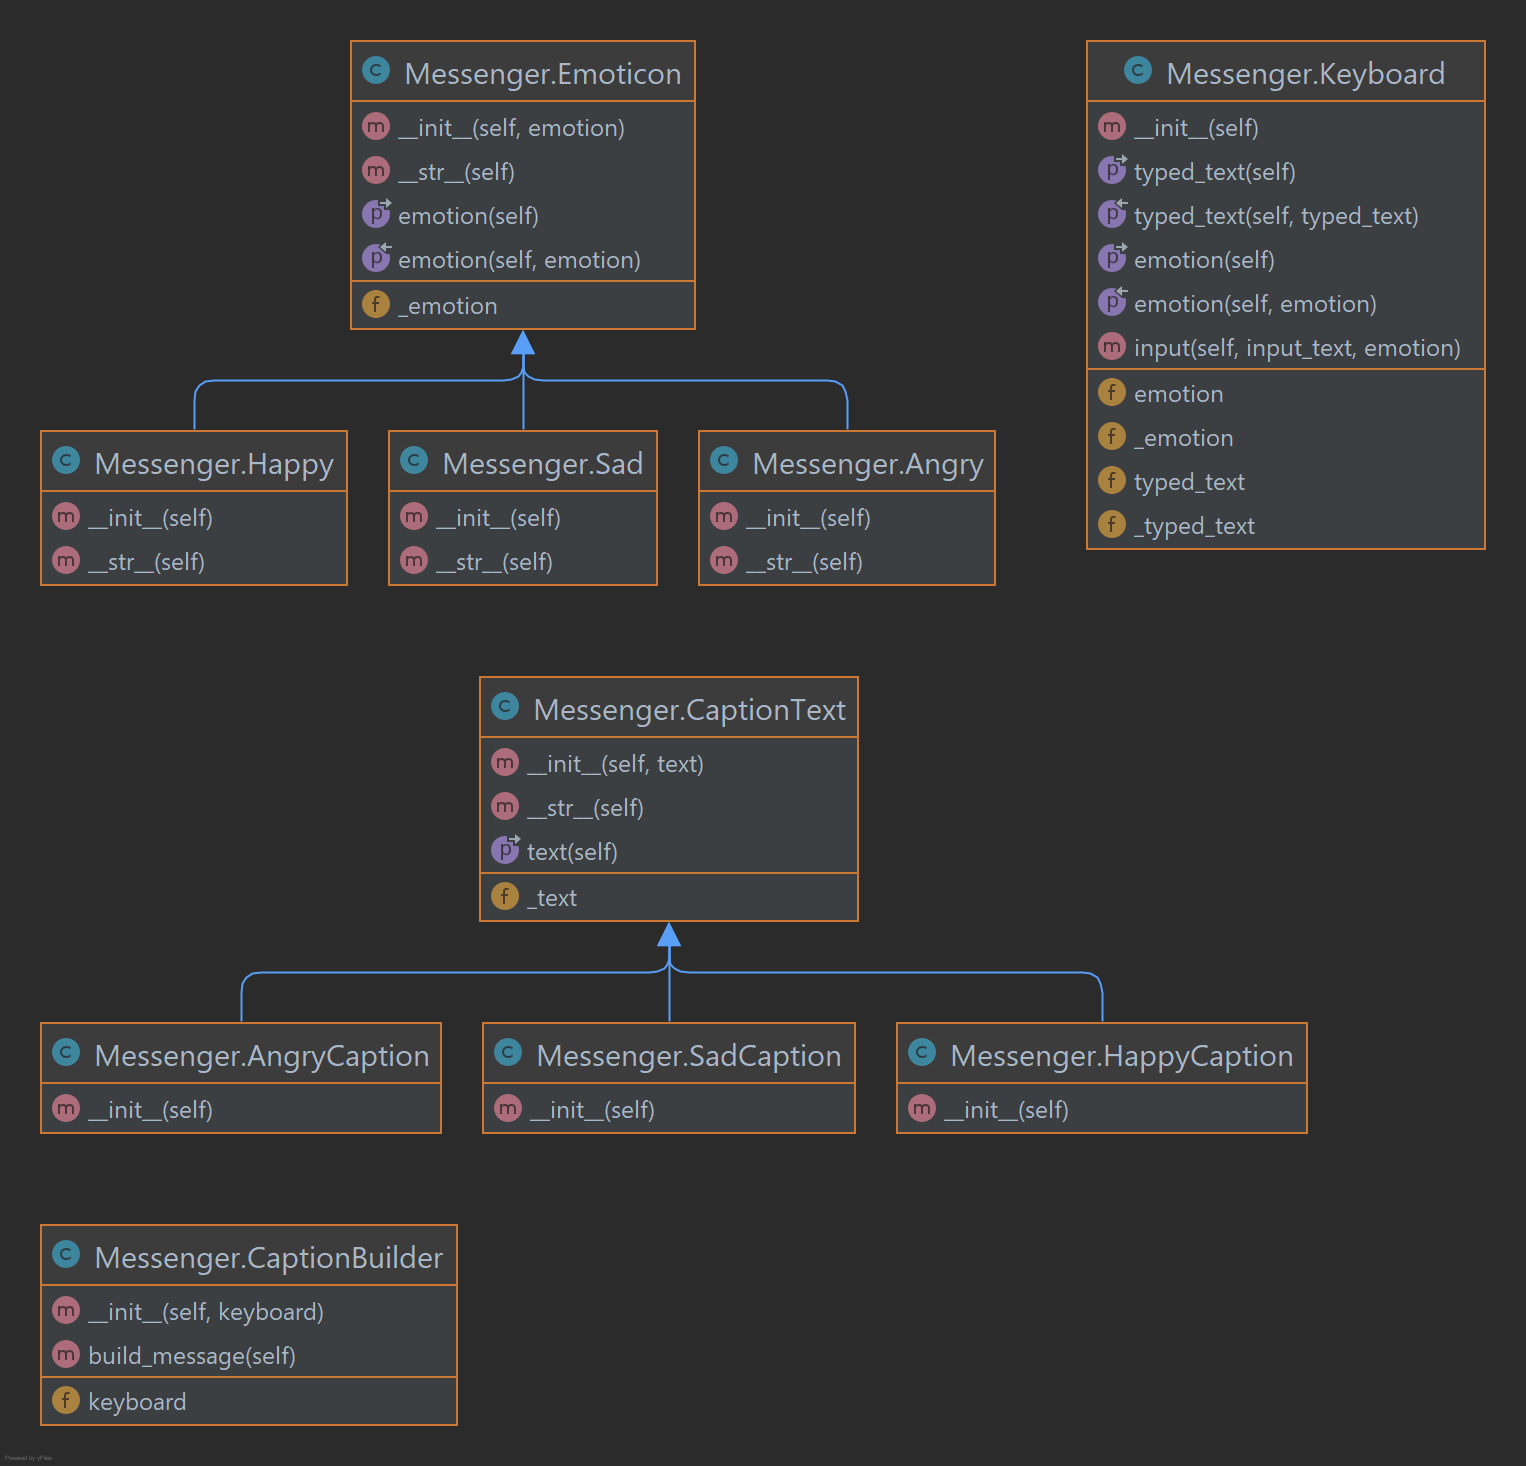 Messenger.Emoticon
__init__(self, emotion)
__str__(self)
emotion(self)
emotion(self, emotion)
_emotion
Messenger.Keyboard
__init__(self)
typed_text(self)
typed_text(self, typed_text)
emotion(self)
emotion(self, emotion)
input(self, input_text, emotion)
emotion
_emotion
typed_text
_typed_text
Messenger.Happy
__init__(self)
__str__(self)
Messenger.Sad
__init__(self)
__str__(self)
Messenger.Angry
__init__(self)
__str__(self)
Messenger.CaptionText
__init__(self, text)
__str__(self)
text(self)
_text
Messenger.AngryCaption
__init__(self)
Messenger.SadCaption
__init__(self)
Messenger.HappyCaption
__init__(self)
Messenger.CaptionBuilder
__init__(self, keyboard)
build_message(self)
keyboard
Powered by yFiles